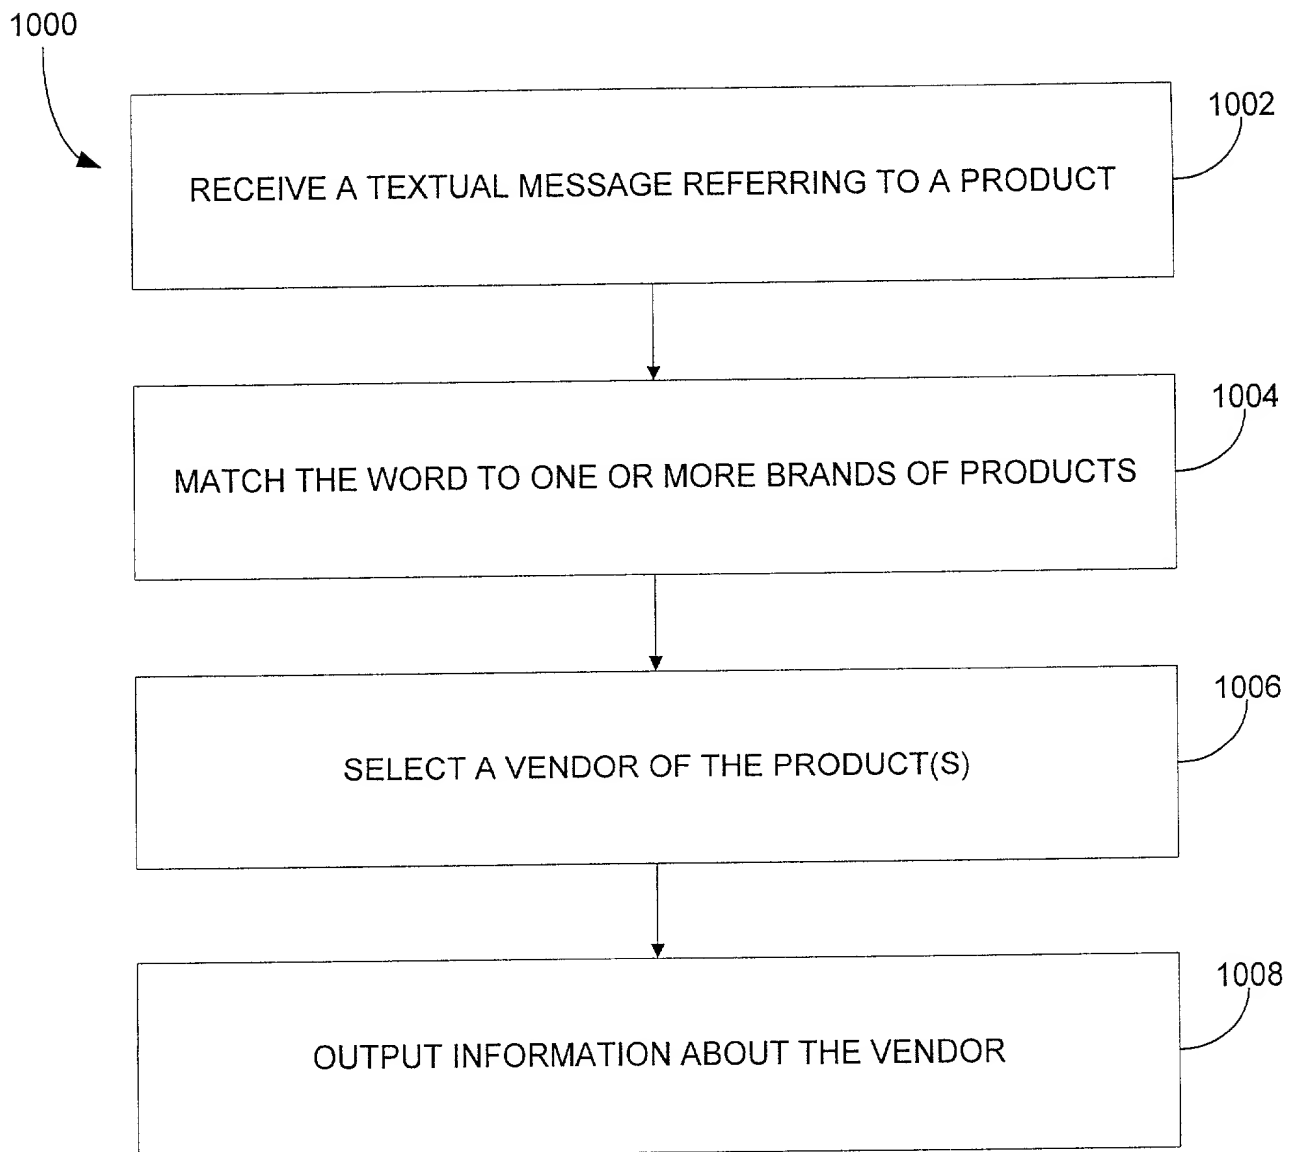 1000
1002
RECEIVE A TEXTUAL MESSAGE REFERRING TO A PRODUCT
1004
MATCH THE WORD TO ONE OR MORE BRANDS OF PRODUCTS
1006
SELECT A VENDOR OF THE PRODUCT(S)
1008
OUTPUT INFORMATION ABOUT THE VENDOR